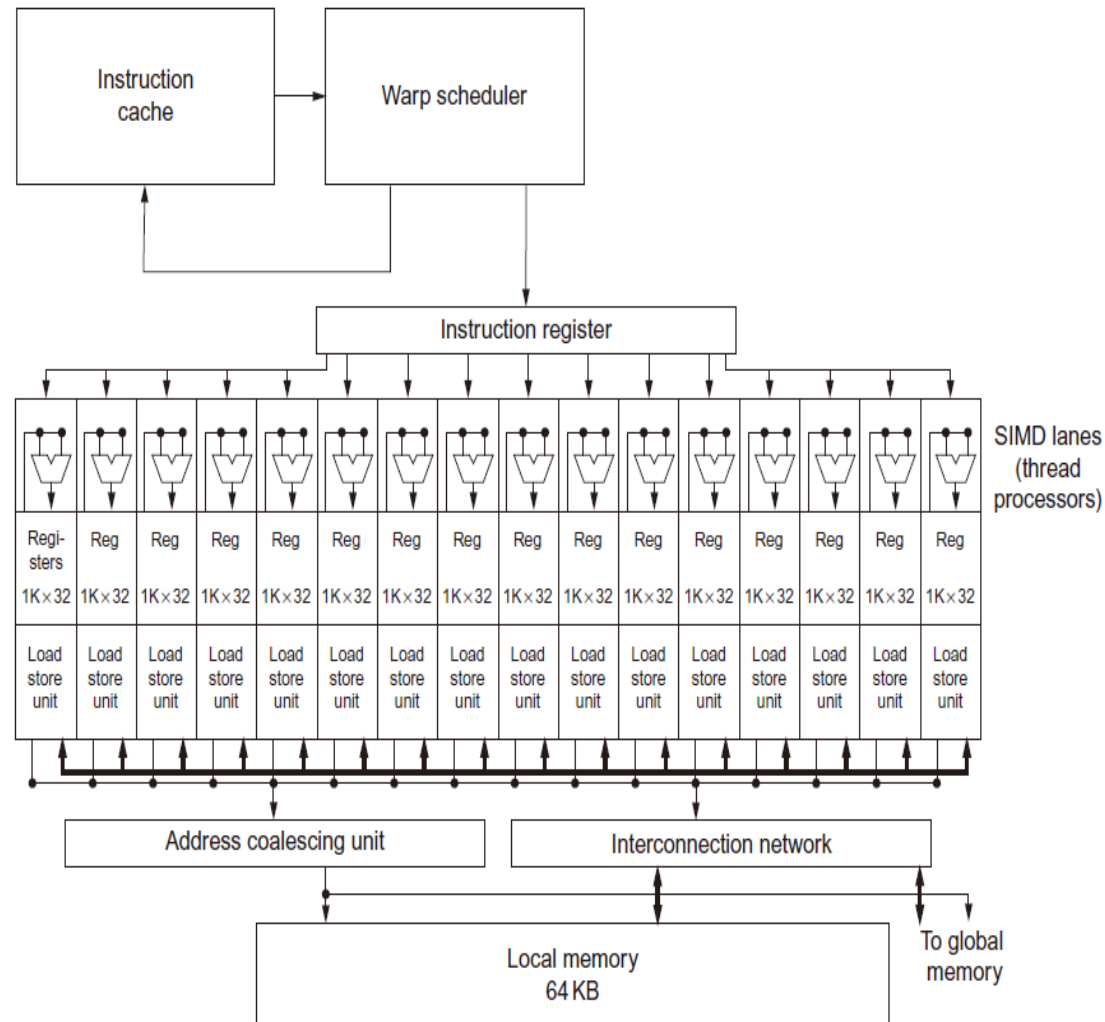 Instruction
cache
Warp scheduler
Instruction register
SIMD lanes
(thread
processors)
Regi-
sters
Reg Reg Reg Reg Reg Reg Reg Reg Reg Reg Reg Reg Reg Reg Reg
1K×32 1K×32 1K×32 1K×32 1K×32 1K×32 1K×32 1K×32 1K×32 1K×32 1K×32 1K×32 1K×32 1K×32 1K×32 1K×32
Load Load Load Load Load Load Load Load Load Load Load Load Load Load Load Load
store store store store store store store store store store store store store store store store
unit unit unit unit unit unit unit unit unit unit unit unit unit unit unit unit
Address coalescing unit
Interconnection network
Local memory
64 KB
To global
memory